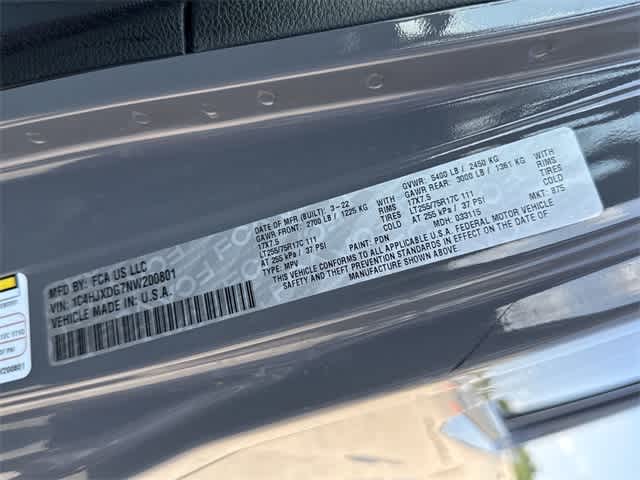 MFD BY: FCA US LLC
VIN: 1C4HJXDG7NW200801
VEHICLE MADE IN: U.S.A.
DATE OF MFR (BUILT): 3-22
GAWR FRONT: 2700 LB / 1225 KG WITH
17X7.5 RIMS
LT255/75R17C 111 TIRES
AT 255 kPa / 37 PSI COLD
TYPE: MPV PAINT: PDN
GVWR: 5400 LB / 2450 KG
GAWR REAR: 3000 LB / 1361 KG WITH
17X7.5 RIMS
LT255/75R17C 111 TIRES
AT 255 kPa / 37 PSI COLD
MDH: 033115 MKT: B7S
THIS VEHICLE CONFORMS TO ALL APPLICABLE U.S.A. FEDERAL MOTOR VEHICLE
SAFETY AND THEFT PREVENTION STANDARDS IN EFFECT ON THE DATE OF MANUFACTURE
SHOWN ABOVE.
200801